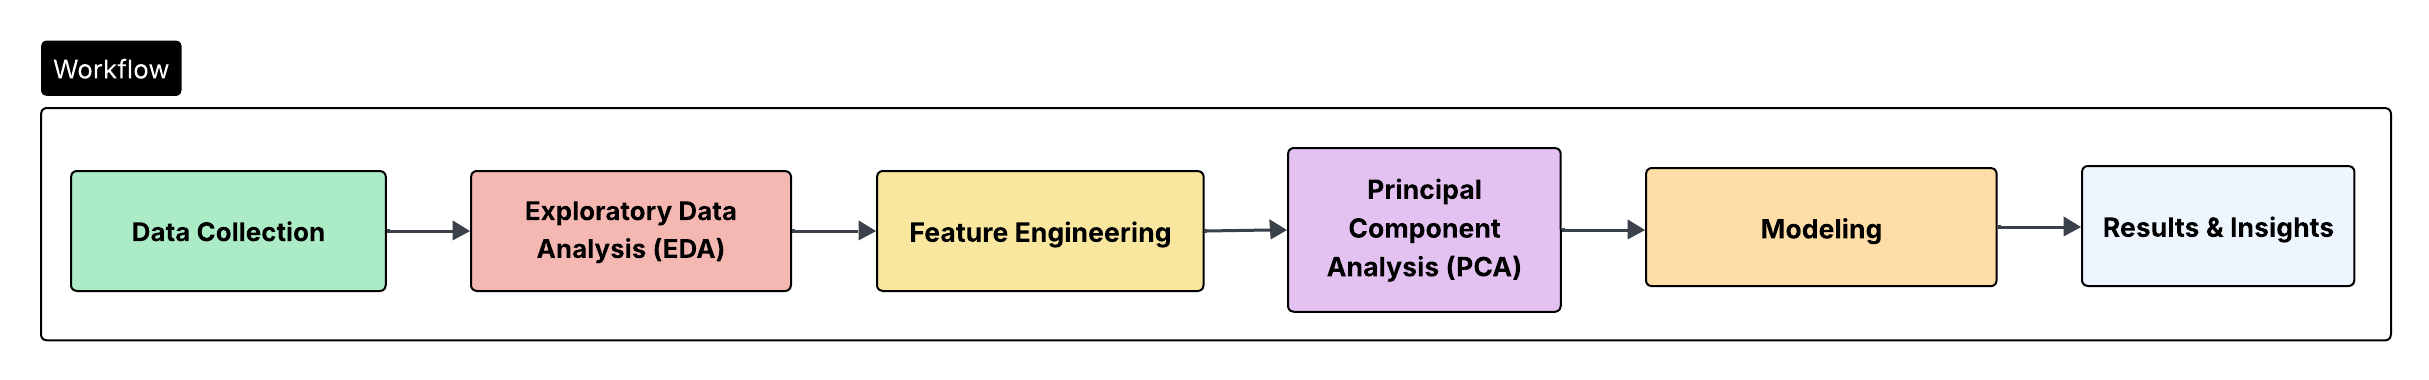 Workflow
Data Collection
Exploratory Data
Analysis (EDA)
Feature Engineering
Principal
Component
Analysis (PCA)
Modeling
Results & Insights